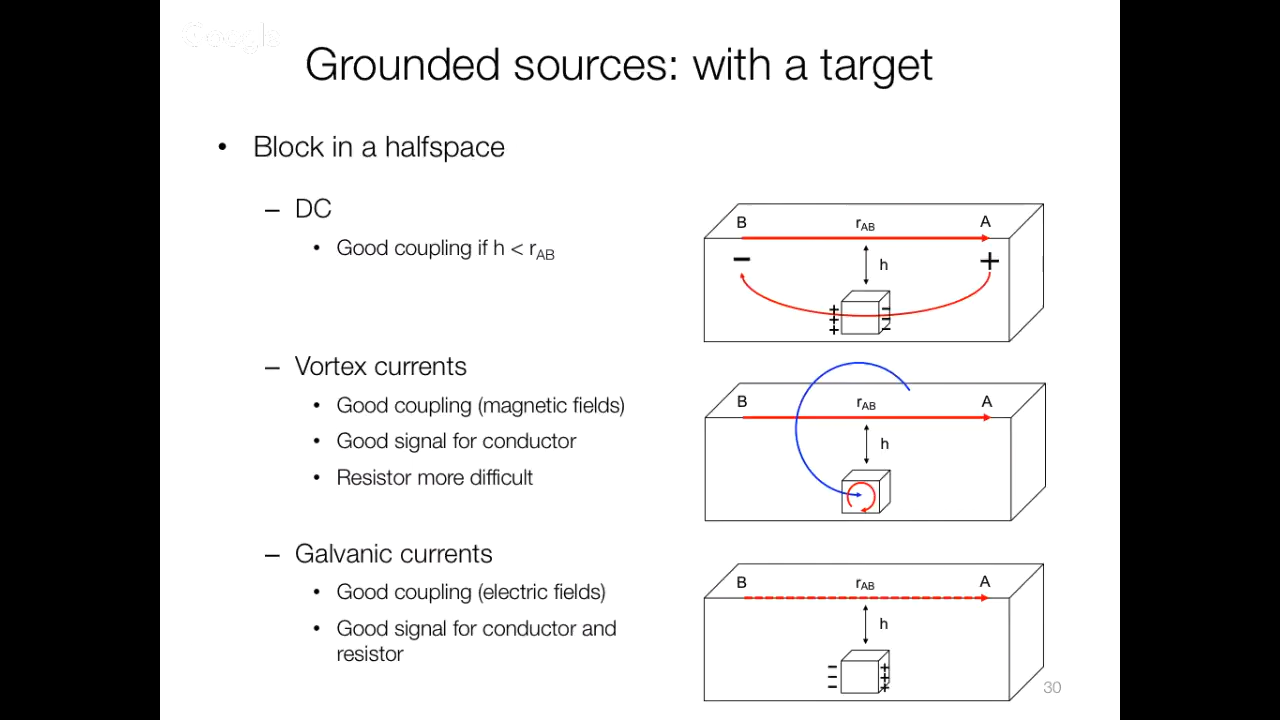 Google
Grounded sources: with a target
• Block in a halfspace
– DC
• Good coupling if h < rAB
B rAB A
− +
h
+ −
+ −
+ −
– Vortex currents
• Good coupling (magnetic fields)
• Good signal for conductor
• Resistor more difficult
B rAB A
h
– Galvanic currents
• Good coupling (electric fields)
• Good signal for conductor and
resistor
B rAB A
h
− +
− +
− +
30